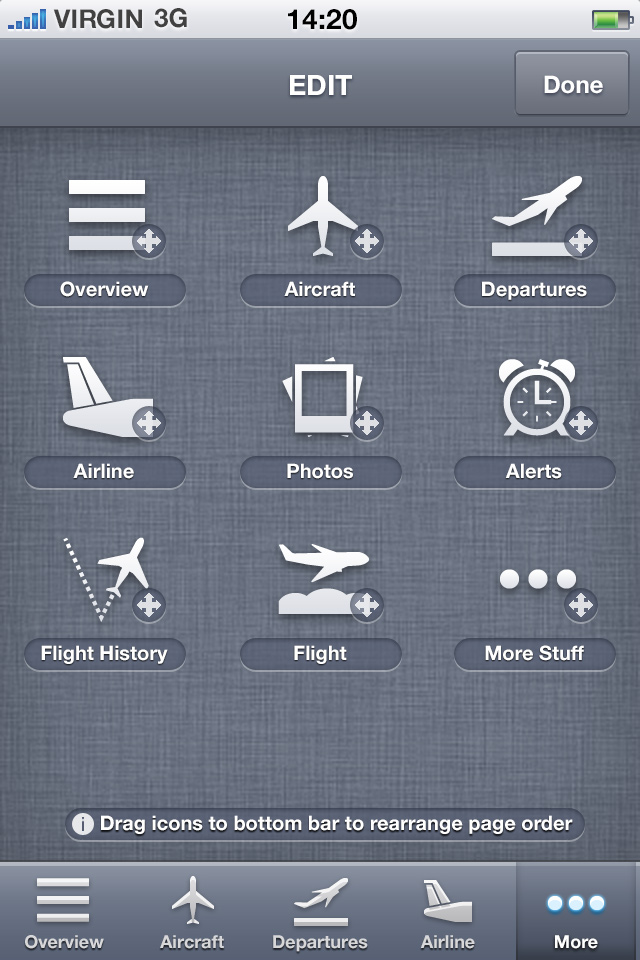 VIRGIN 3G 14:20
EDIT Done
Overview Aircraft Departures
Airline Photos Alerts
Flight History Flight More Stuff
i Drag icons to bottom bar to rearrange page order
Overview Aircraft Departures Airline More